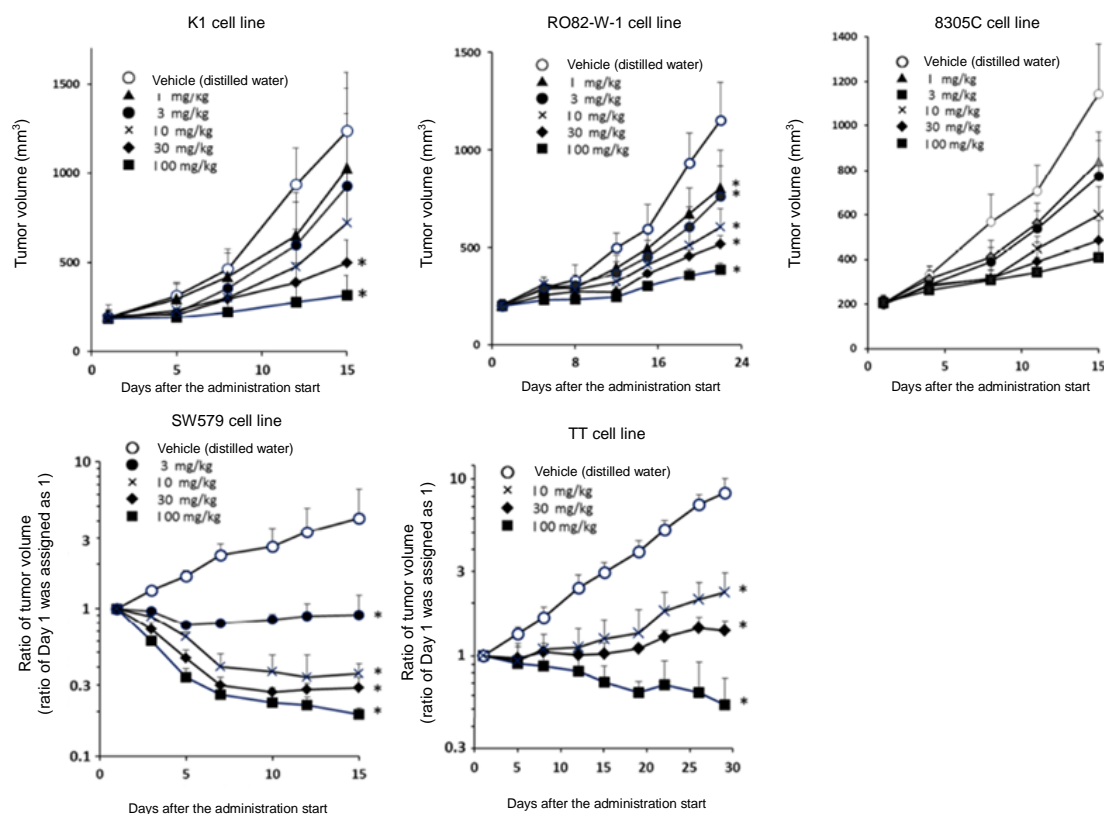 K1 cell line
Tumor volume (mm³)
1500
1000
500
0
Vehicle (distilled water)
1 mg/kg
3 mg/kg
10 mg/kg
30 mg/kg
100 mg/kg
*
*
0 5 10 15
Days after the administration start
RO82-W-1 cell line
Tumor volume (mm³)
1500
1000
500
0
Vehicle (distilled water)
1 mg/kg
3 mg/kg
10 mg/kg
30 mg/kg
100 mg/kg
*
*
*
*
*
0 8 16 24
Days after the administration start
8305C cell line
Tumor volume (mm³)
1400
1200
1000
800
600
400
200
0
Vehicle (distilled water)
1 mg/kg
3 mg/kg
10 mg/kg
30 mg/kg
100 mg/kg
0 5 10 15
Days after the administration start
SW579 cell line
Ratio of tumor volume
(ratio of Day 1 was assigned as 1)
10
3
1
0.3
0.1
Vehicle (distilled water)
3 mg/kg
10 mg/kg
30 mg/kg
100 mg/kg
*
*
*
*
0 5 10 15
Days after the administration start
TT cell line
Ratio of tumor volume
(ratio of Day 1 was assigned as 1)
10
3
1
0.3
Vehicle (distilled water)
10 mg/kg
30 mg/kg
100 mg/kg
*
*
*
0 5 10 15 20 25 30
Days after the administration start